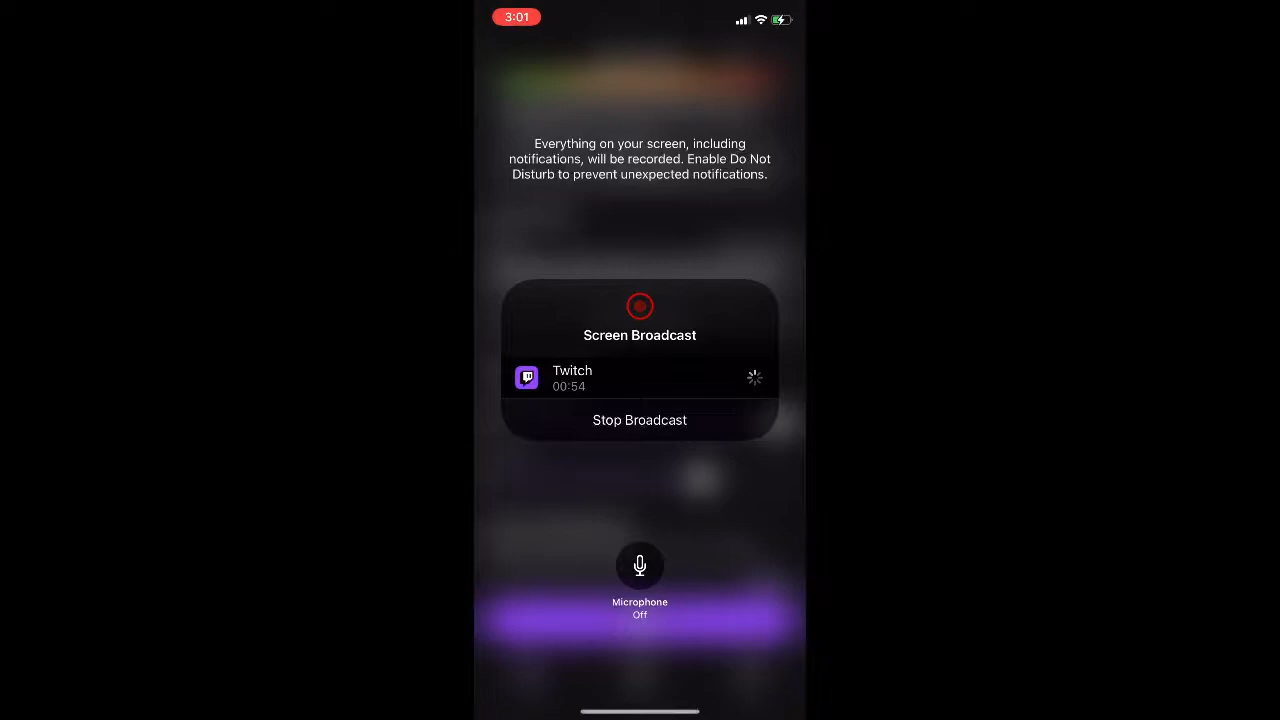 3:01
Everything on your screen, including
notifications, will be recorded. Enable Do Not
Disturb to prevent unexpected notifications.
Screen Broadcast
Twitch
00:54
Stop Broadcast
Microphone
Off